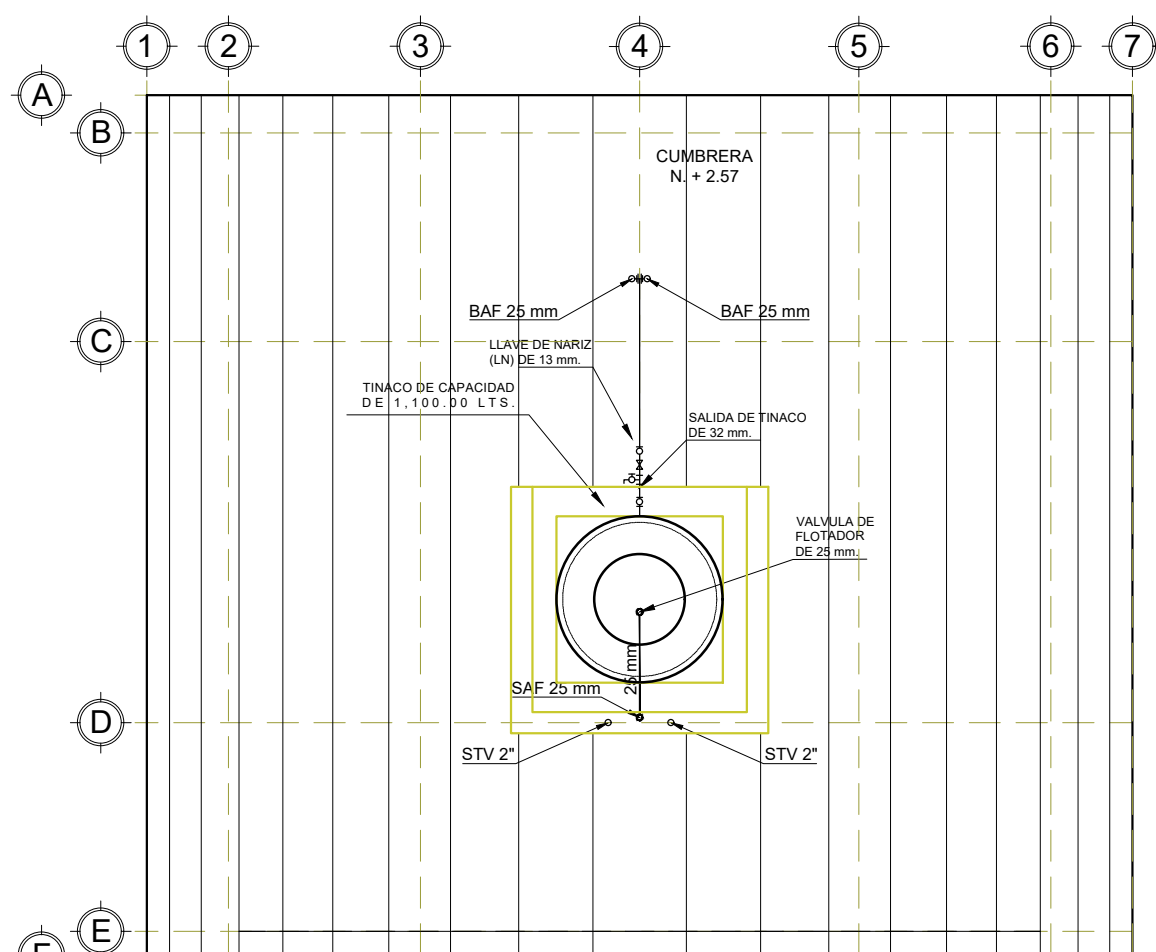 1 2 3 4 5 6 7
A
B
CUMBRERA
N. + 2.57
BAF 25 mm
BAF 25 mm
C
LLAVE DE NARIZ
(LN) DE 13 mm.
TINACO DE CAPACIDAD
DE 1,100.00 LTS.
SALIDA DE TINACO
DE 32 mm.
VALVULA DE
FLOTADOR
DE 25 mm.
25 mm
SAF 25 mm
D
STV 2"
STV 2"
E
F